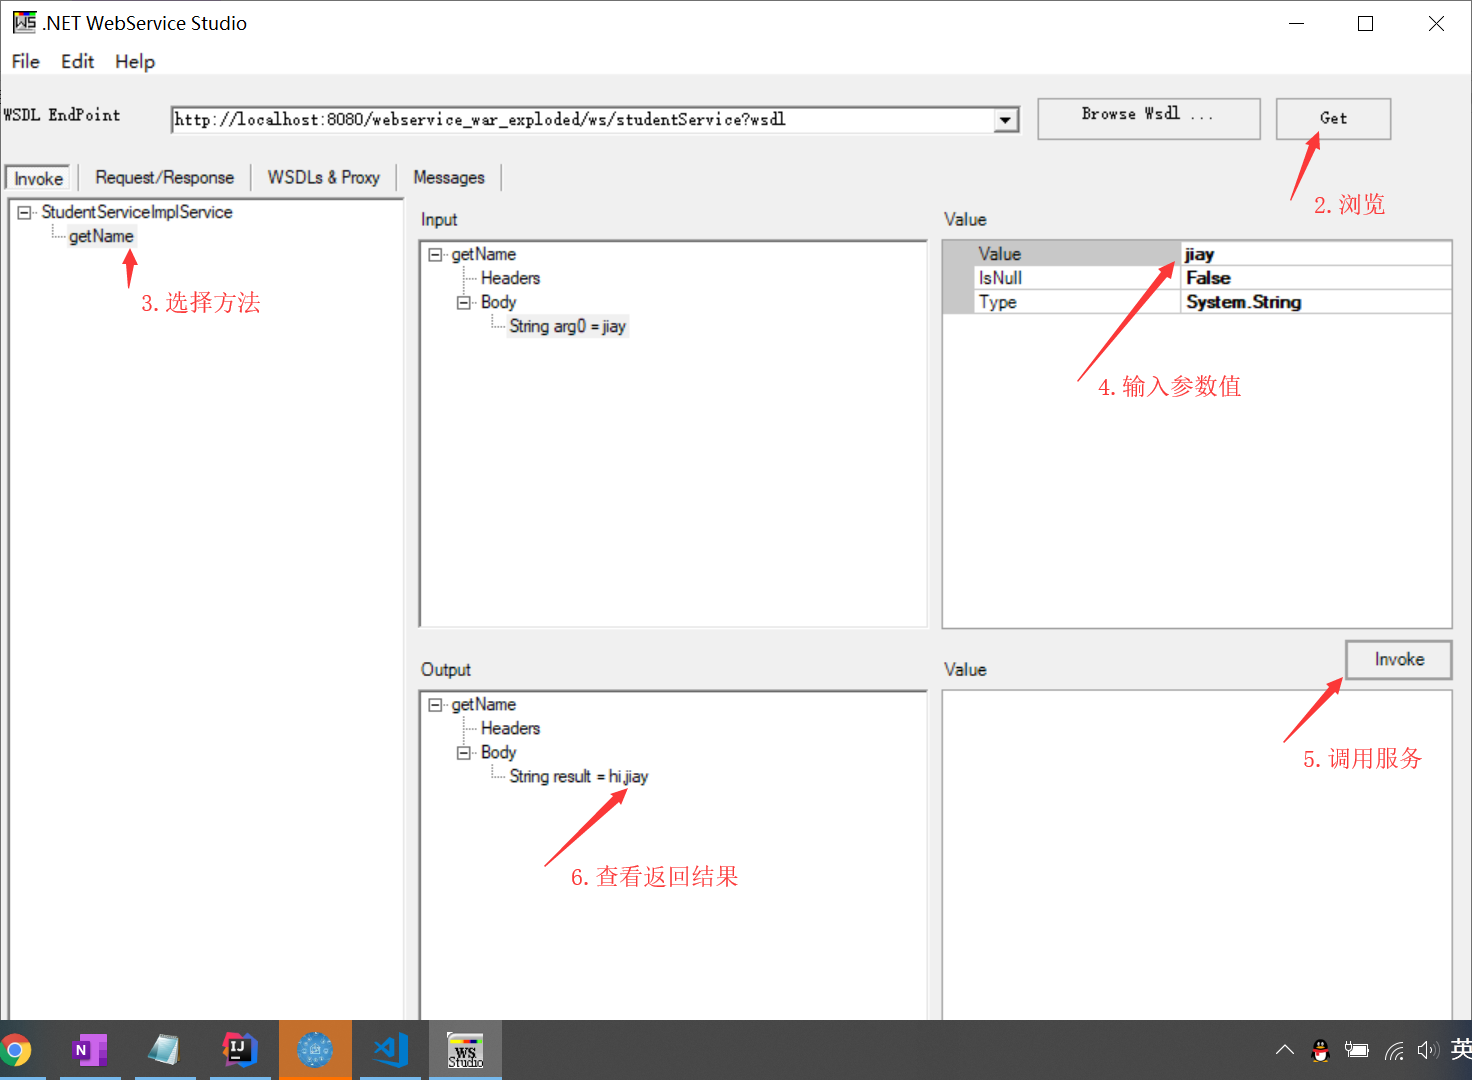 .NET WebService Studio
File Edit Help
WSDL EndPoint http://localhost:8080/webservice_war_exploded/ws/studentService?wsdl Browse Wsdl ... Get
2.浏览
Invoke Request/Response WSDLs & Proxy Messages
StudentServiceImplService
getName
3.选择方法
Input
getName
Headers
Body
String arg0 = jiay
Value
Value jiay
IsNull False
Type System.String
4.输入参数值
Invoke
5.调用服务
Output
getName
Headers
Body
String result = hi,jiay
6.查看返回结果
Value
N
IJ
WS
Studio
英